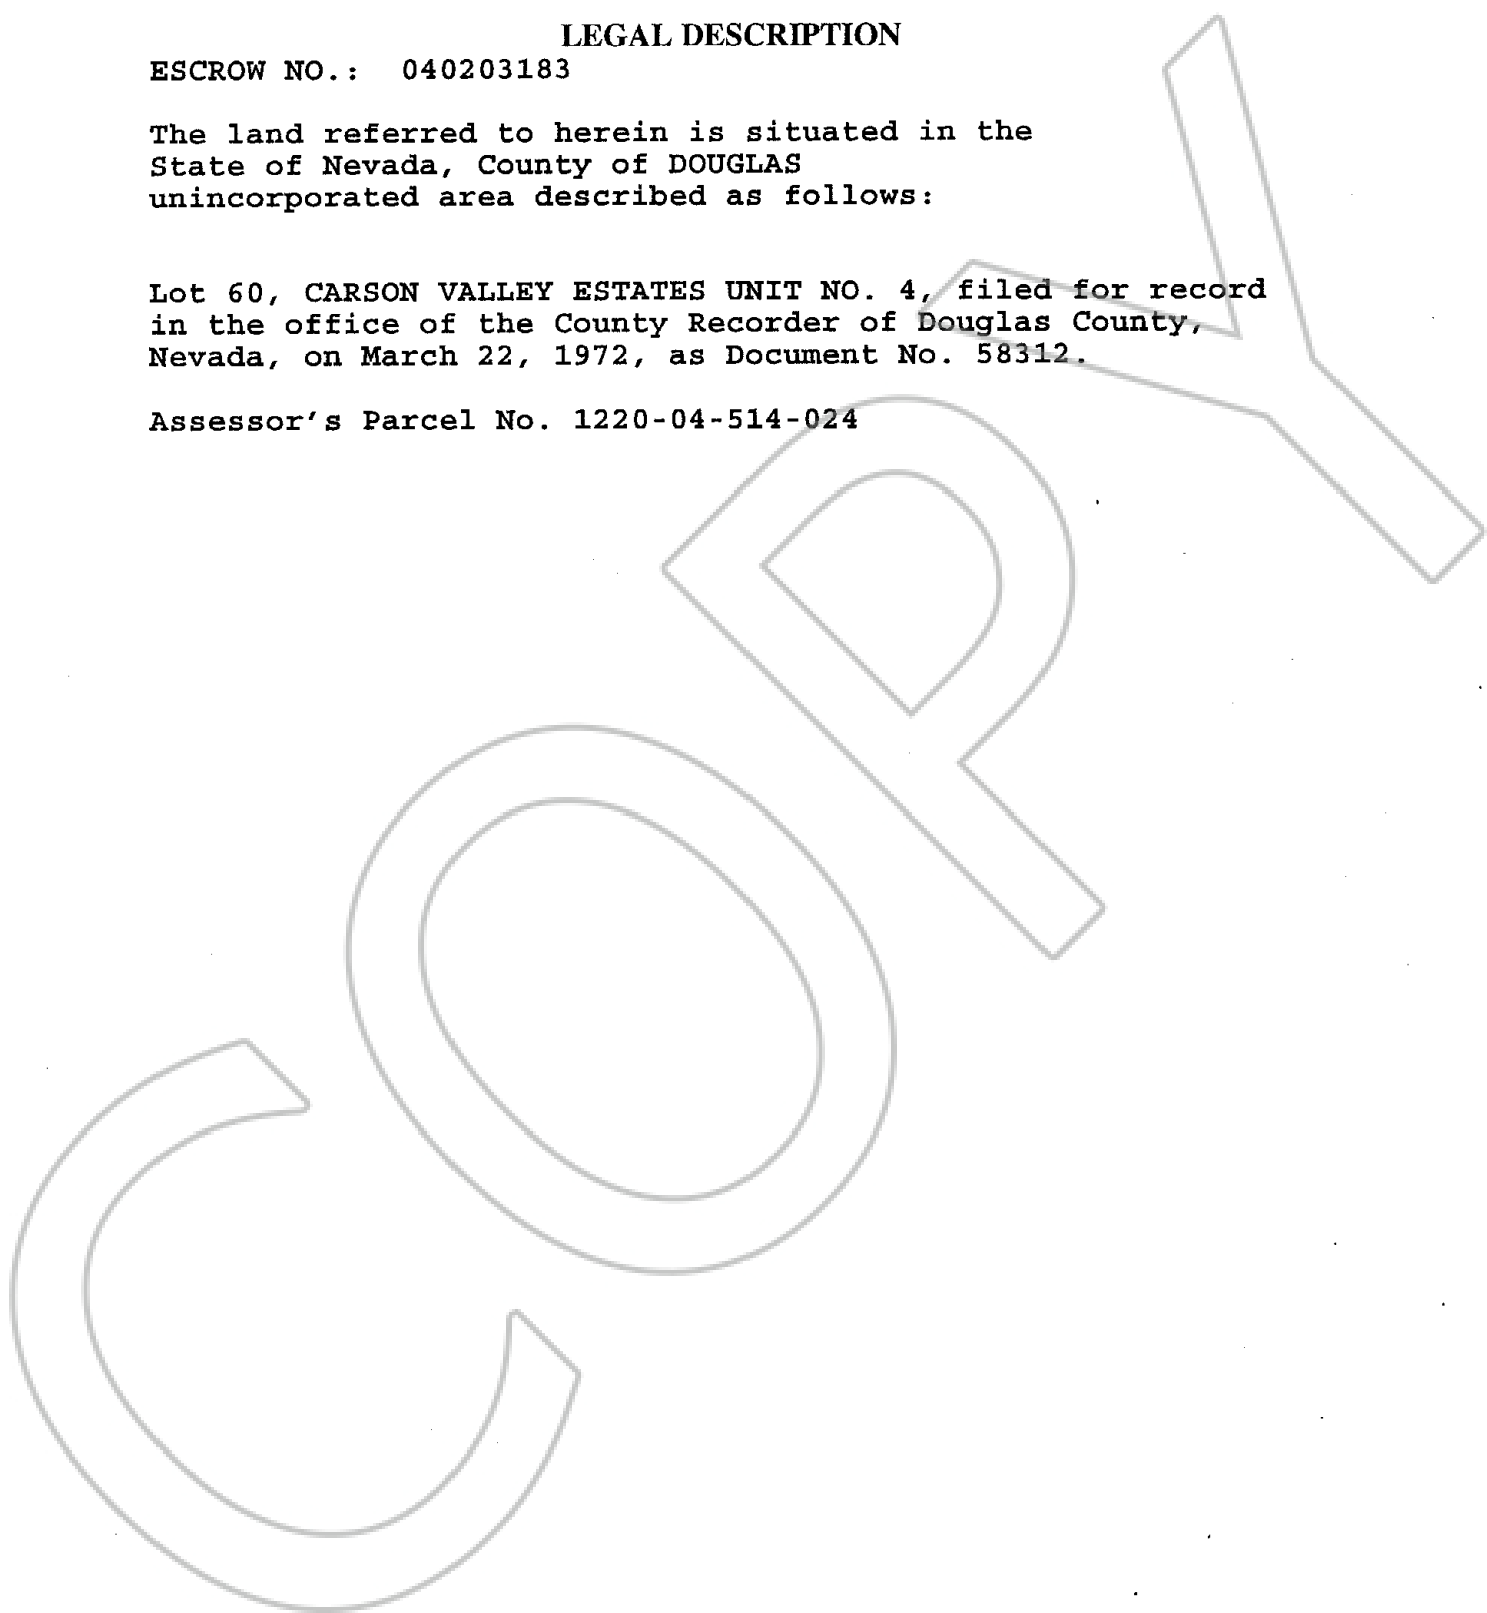 LEGAL DESCRIPTION
ESCROW NO.: 040203183
The land referred to herein is situated in the
State of Nevada, County of DOUGLAS
unincorporated area described as follows:
Lot 60, CARSON VALLEY ESTATES UNIT NO. 4, filed for record
in the office of the County Recorder of Douglas County,
Nevada, on March 22, 1972, as Document No. 58312.
Assessor's Parcel No. 1220-04-514-024
COPY